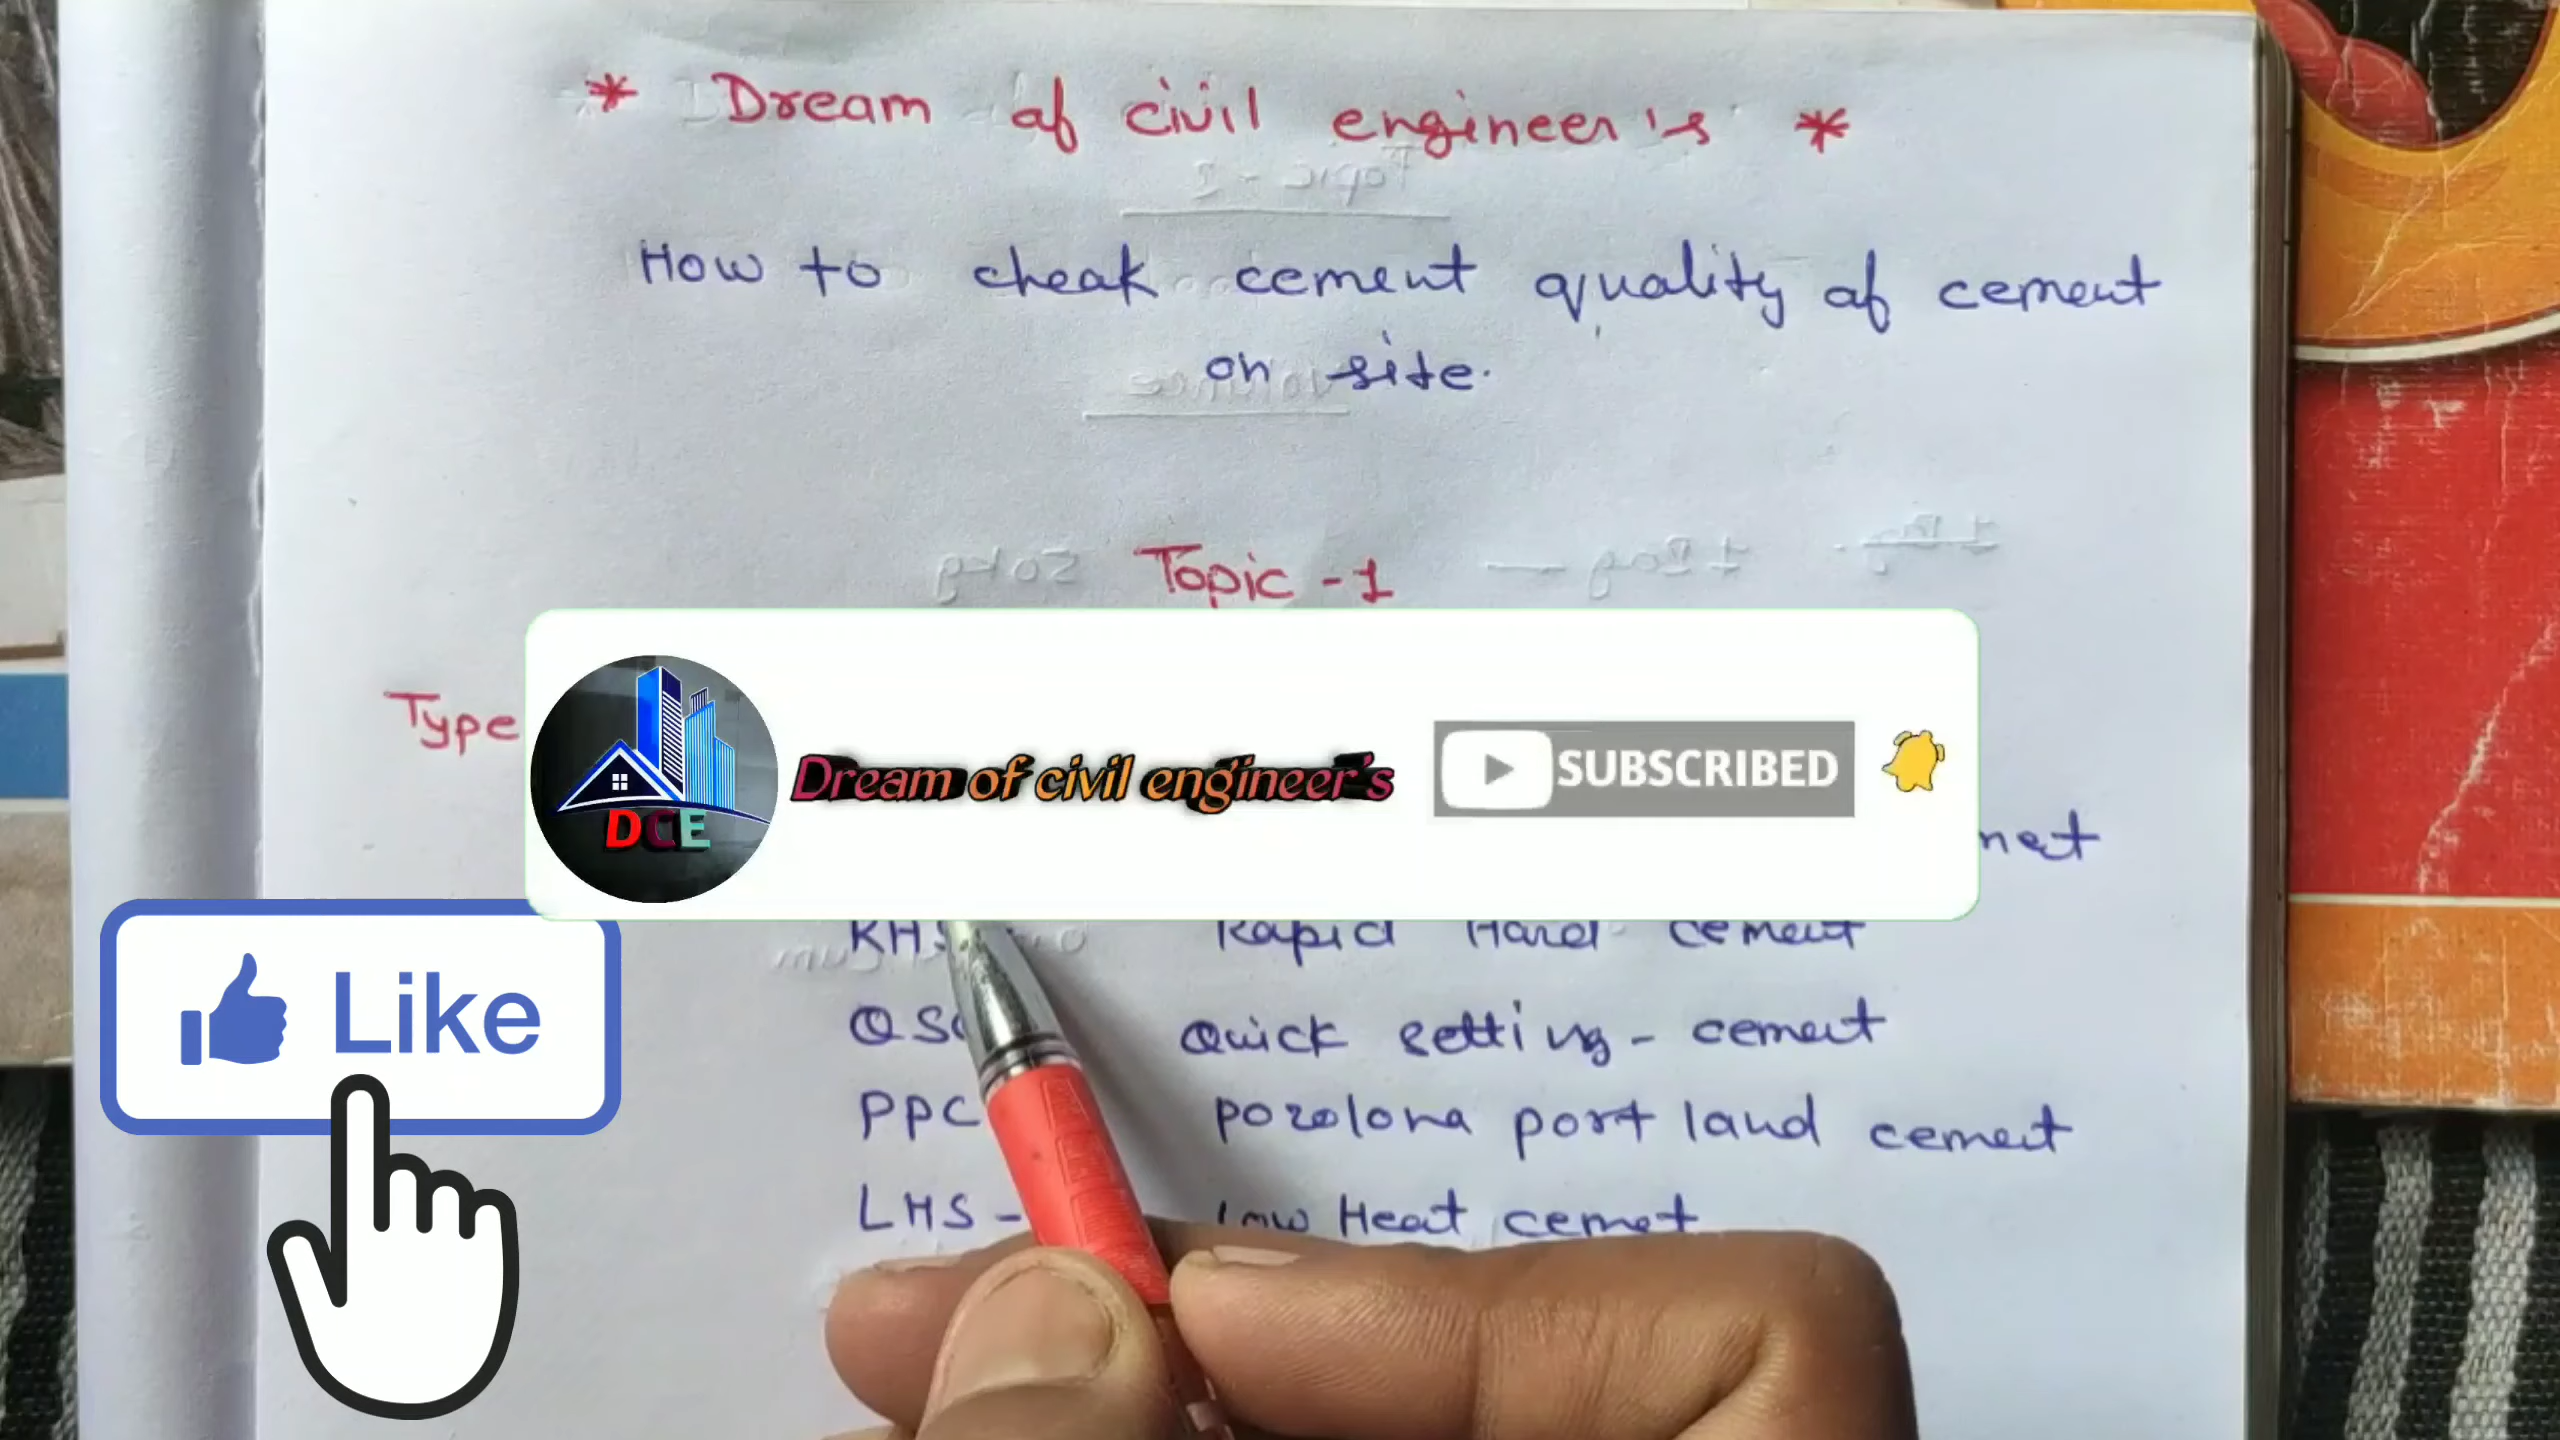 * Dream of civil engineer's *
How to cheak cement quality of cement
on site.
Topic -1
Type
Dream of civil engineer's
SUBSCRIBED
DCE
Rapid Hard cement
Like
QSC Quick setting - cement
PPC pozolona port land cement
LHS - Low Heat cemet